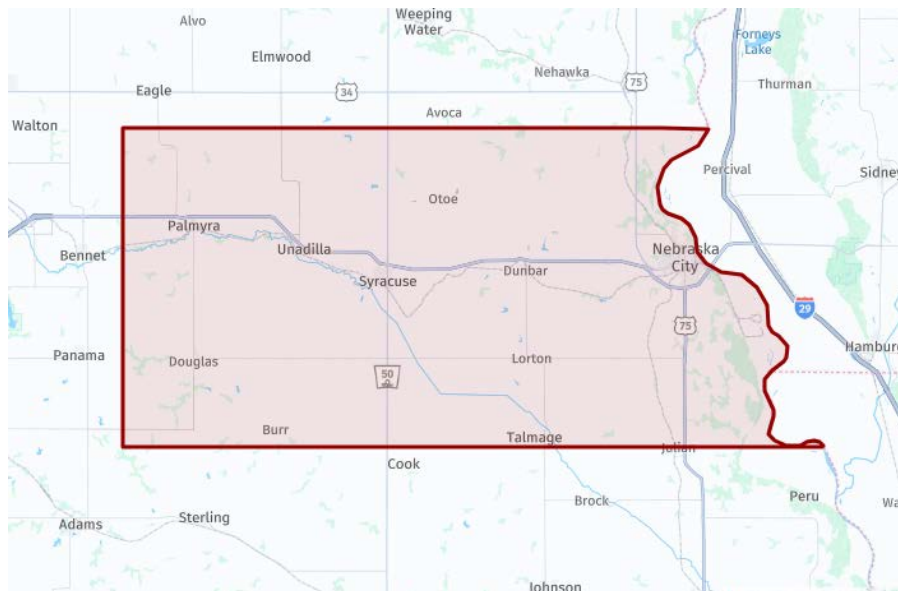 Alvo
Weeping
Water
Forneys
Lake
Elmwood
Nehawka
75
Thurman
Eagle
34
Avoca
Walton
Percival
Sidney
Otoe
Palmyra
Bennet
Unadilla
Nebraska
City
Dunbar
Syracuse
29
75
Panama
Douglas
Lorton
Hamburg
50
Burr
Talmage
Julian
Cook
Brock
Peru
Wa
Adams
Sterling
Johnson